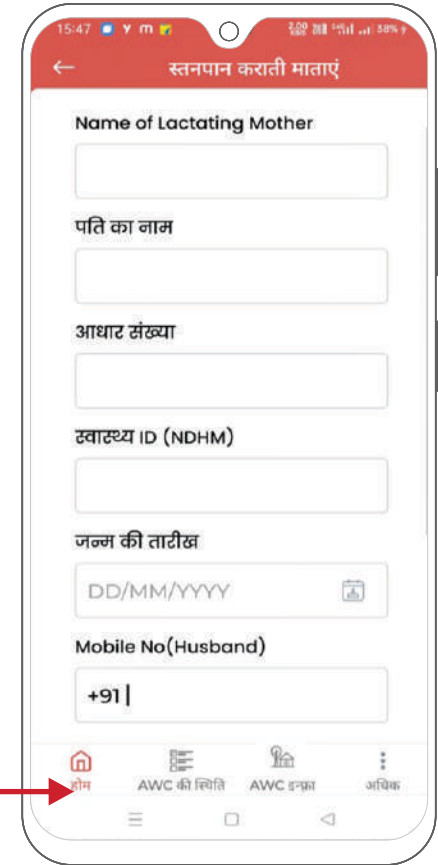 15:47
58%
स्तनपान कराती माताएं
Name of Lactating Mother
पति का नाम
आधार संख्या
स्वास्थ्य ID (NDHM)
जन्म की तारीख
DD/MM/YYYY
Mobile No(Husband)
+91
होम AWC की स्थिति AWC इन्फ्रा अधिक